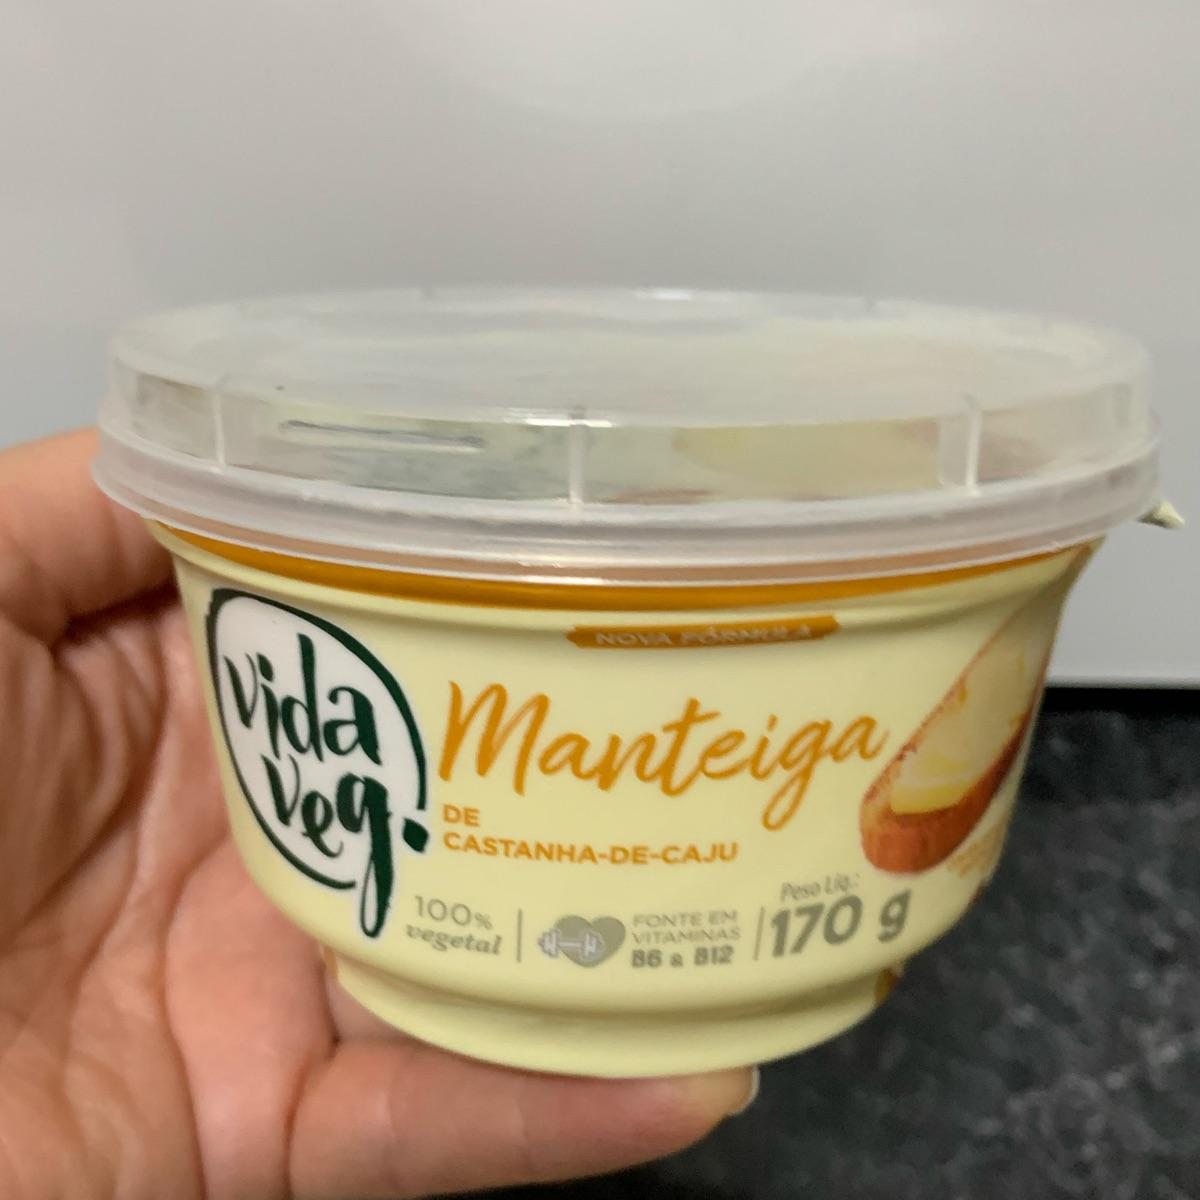 NOVA FÓRMULA
vida
veg.
Manteiga
DE
CASTANHA-DE-CAJU
100%
vegetal
FONTE EM
VITAMINAS
B6 & B12
Peso Líq.:
170 g